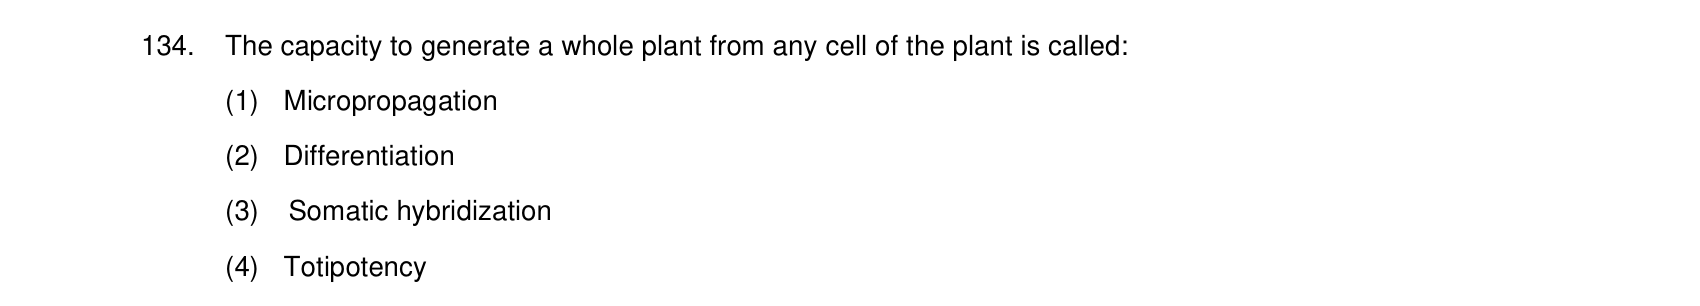 134. The capacity to generate a whole plant from any cell of the plant is called:
(1) Micropropagation
(2) Differentiation
(3) Somatic hybridization
(4) Totipotency